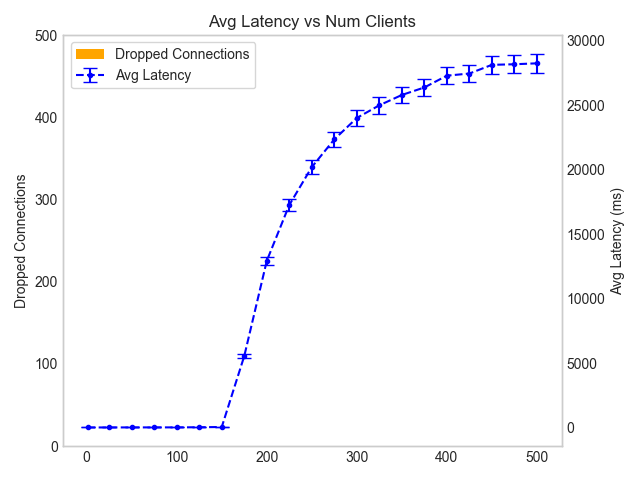 Avg Latency vs Num Clients
Dropped Connections
Avg Latency
500
400
300
200
100
0
Dropped Connections
30000
25000
20000
15000
10000
5000
0
Avg Latency (ms)
0 100 200 300 400 500